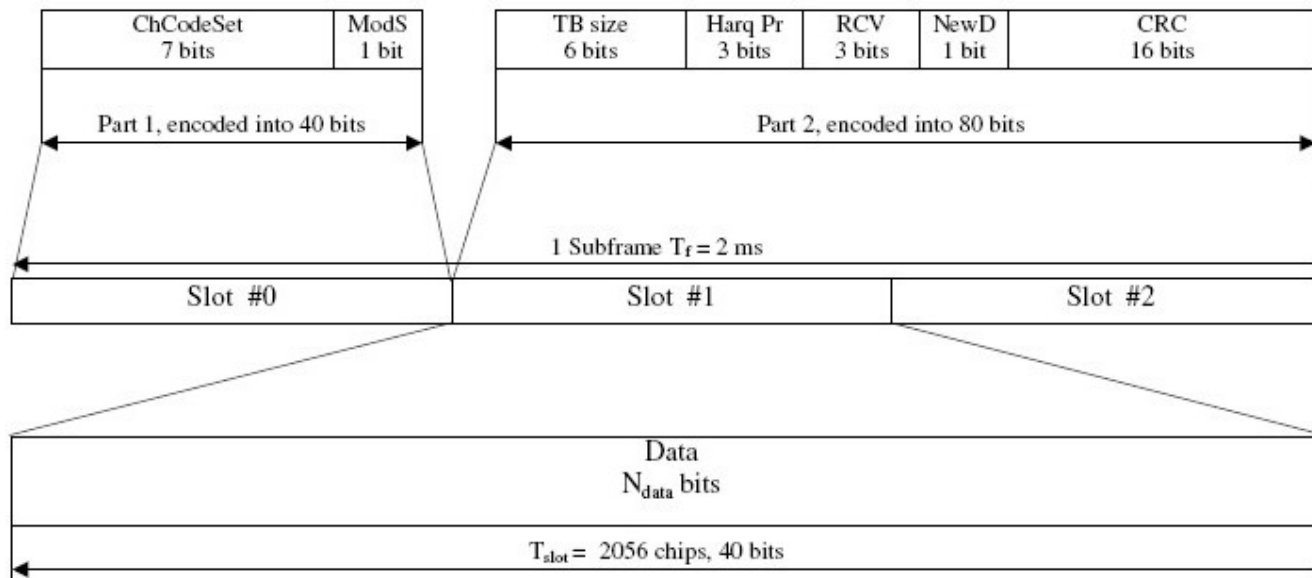 ChCodeSet
7 bits
ModS
1 bit
TB size
6 bits
Harq Pr
3 bits
RCV
3 bits
NewD
1 bit
CRC
16 bits
Part 1, encoded into 40 bits
Part 2, encoded into 80 bits
1 Subframe Tf = 2 ms
Slot #0
Slot #1
Slot #2
Data
Ndata bits
Tslot = 2056 chips, 40 bits